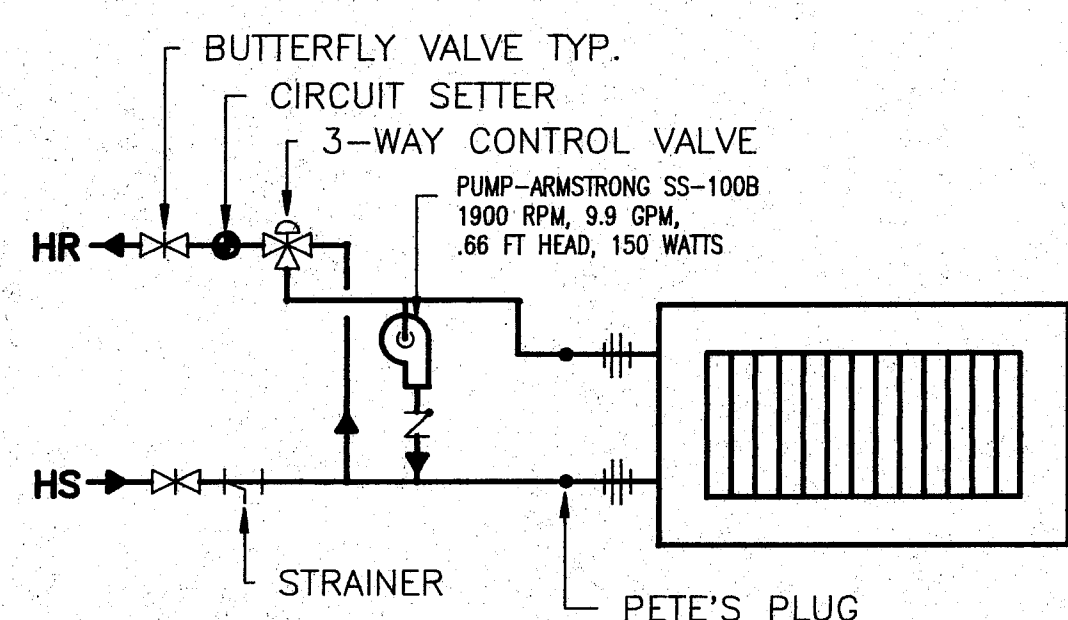 BUTTERFLY VALVE TYP.
CIRCUIT SETTER
3-WAY CONTROL VALVE
PUMP-ARMSTRONG SS-100B
1900 RPM, 9.9 GPM,
.66 FT HEAD, 150 WATTS
HR
HS
STRAINER
PETE'S PLUG